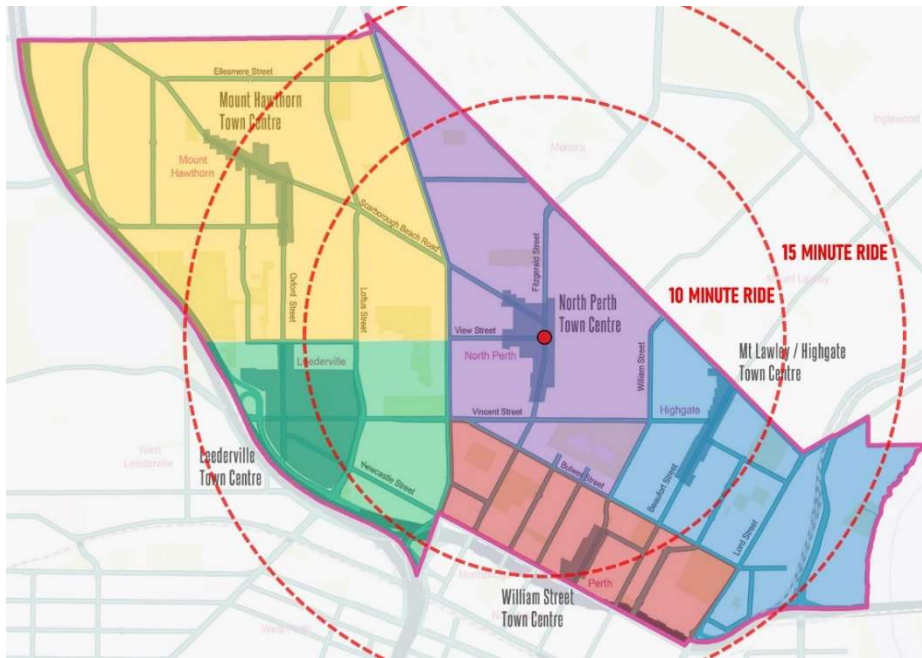 Ellesmere Street
Mount Hawthorn
Town Centre
Mount
Hawthorn
Scarborough Beach Road
Oxford Street
Loftus Street
Menora
Inglewood
Fitzgerald Street
15 MINUTE RIDE
10 MINUTE RIDE
North Perth
Town Centre
View Street
North Perth
William Street
Mt Lawley / Highgate
Town Centre
Leederville
Vincent Street
Highgate
West
Leederville
Leederville
Town Centre
Newcastle Street
Bulwer Street
Beaufort Street
Lord Street
Perth
William Street
Town Centre